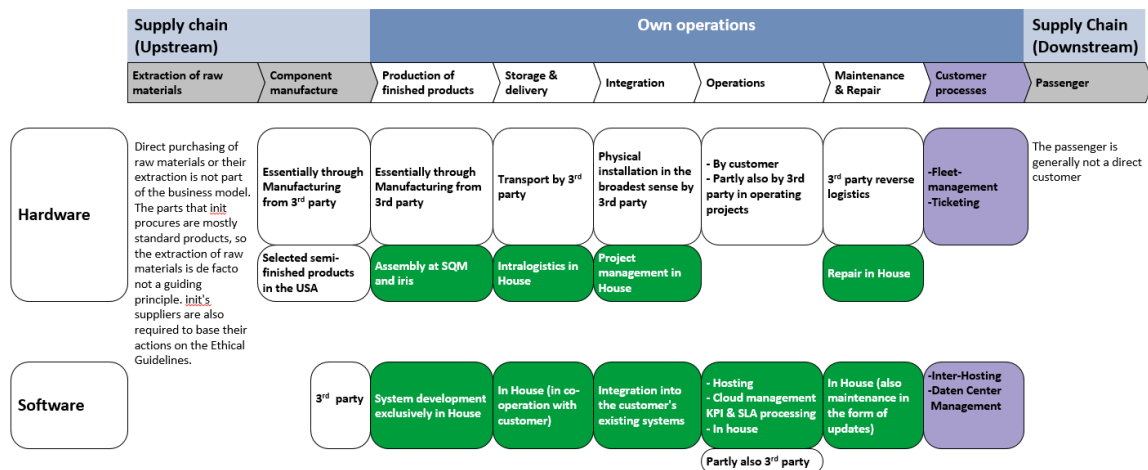 Supply chain
(Upstream)
Own operations
Supply Chain
(Downstream)
Extraction of raw
materials
Component
manufacture
Production of
finished products
Storage &
delivery
Integration
Operations
Maintenance
& Repair
Customer
processes
Passenger
Hardware
Direct purchasing of
raw materials or their
extraction is not part
of the business model.
The parts that init
procures are mostly
standard products, so
the extraction of raw
materials is de facto
not a guiding
principle. init's
suppliers are also
required to base their
actions on the Ethical
Guidelines.
Essentially through
Manufacturing
from 3rd party
Essentially through
Manufacturing from
3rd party
Transport by 3rd
party
Physical
installation in the
broadest sense by
3rd party
- By customer
- Partly also by 3rd
party in operating
projects
3rd party reverse
logistics
-Fleet-
management
-Ticketing
The passenger is
generally not a direct
customer
Selected semi-
finished products
in the USA
Assembly at SQM
and iris
Intralogistics in
House
Project
management in
House
Repair in House
Software
3rd party
System development
exclusively in House
In House (in co-
operation with
customer)
Integration into
the customer's
existing systems
- Hosting
- Cloud management
KPI & SLA processing
- In house
In House (also
maintenance in
the form of
updates)
-Inter-Hosting
-Daten Center
Management
Partly also 3rd party